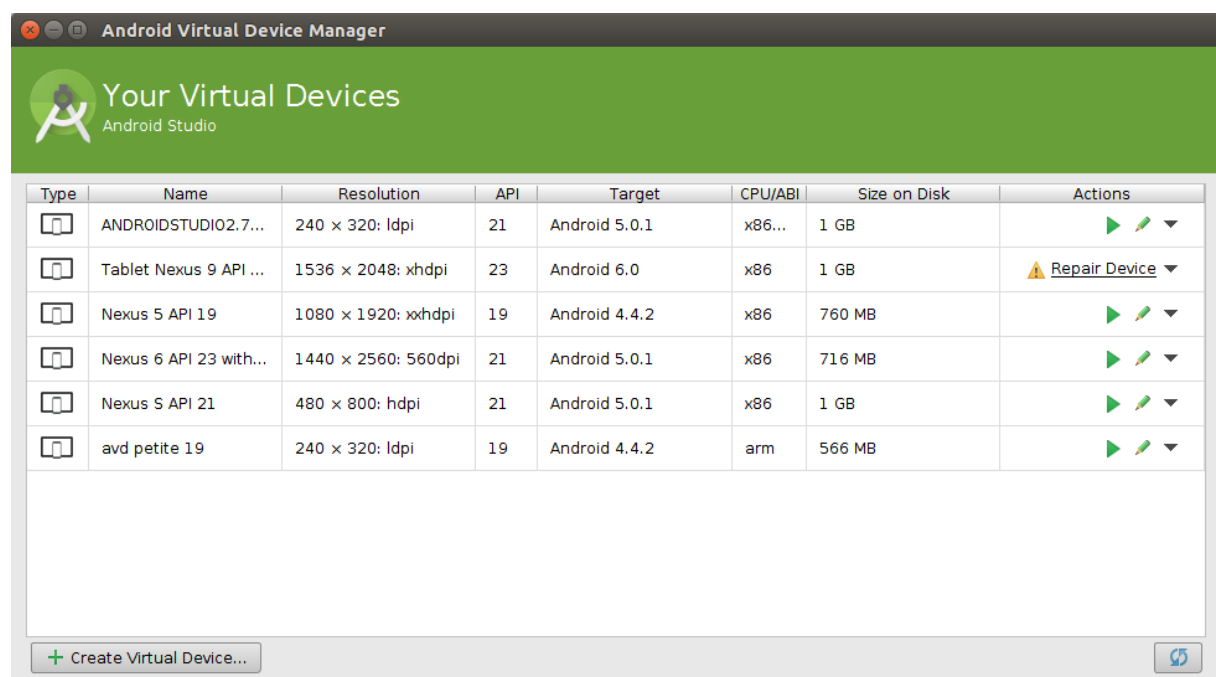 Android Virtual Device Manager
Your Virtual Devices
Android Studio
Type Name Resolution API Target CPU/ABI Size on Disk Actions
ANDROIDSTUDIO2.7... 240 × 320: ldpi 21 Android 5.0.1 x86... 1 GB
Tablet Nexus 9 API ... 1536 × 2048: xhdpi 23 Android 6.0 x86 1 GB Repair Device
Nexus 5 API 19 1080 × 1920: xxhdpi 19 Android 4.4.2 x86 760 MB
Nexus 6 API 23 with... 1440 × 2560: 560dpi 21 Android 5.0.1 x86 716 MB
Nexus S API 21 480 × 800: hdpi 21 Android 5.0.1 x86 1 GB
avd petite 19 240 × 320: ldpi 19 Android 4.4.2 arm 566 MB
Create Virtual Device...